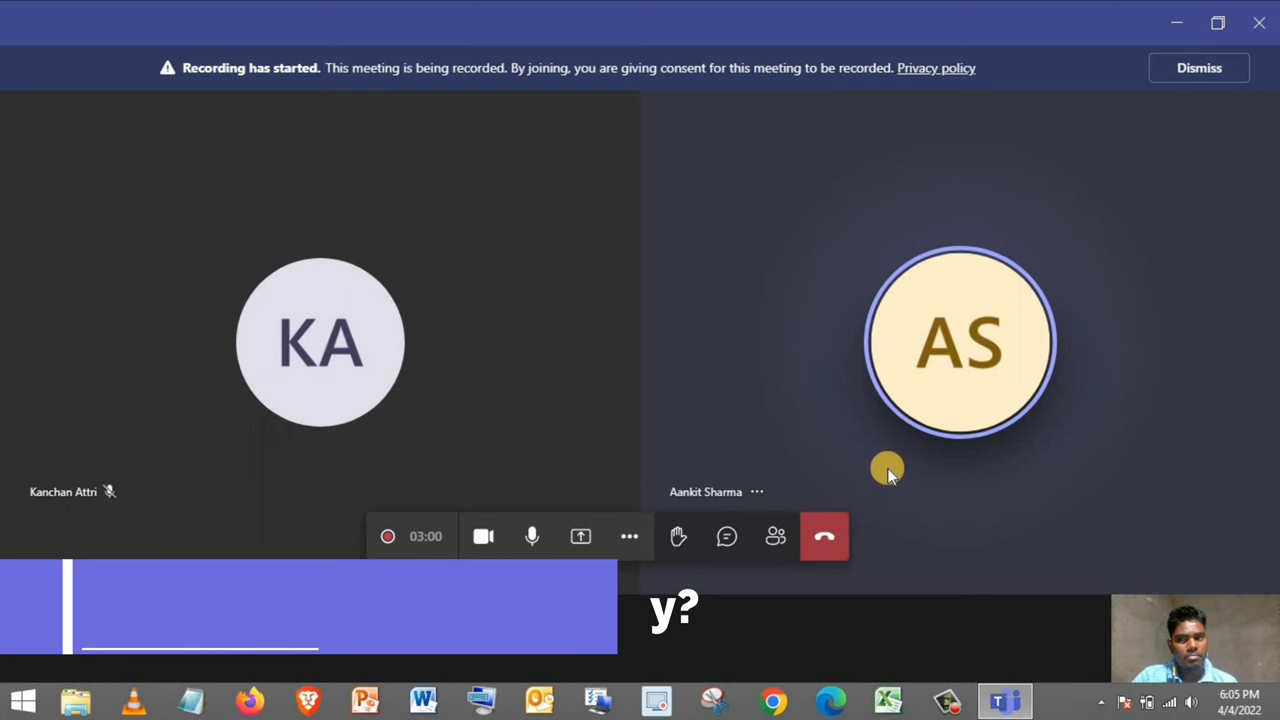 Recording has started. This meeting is being recorded. By joining, you are giving consent for this meeting to be recorded. Privacy policy
Dismiss
KA
AS
Kanchan Attri
Aankit Sharma
03:00
y?
6:05 PM
4/4/2022